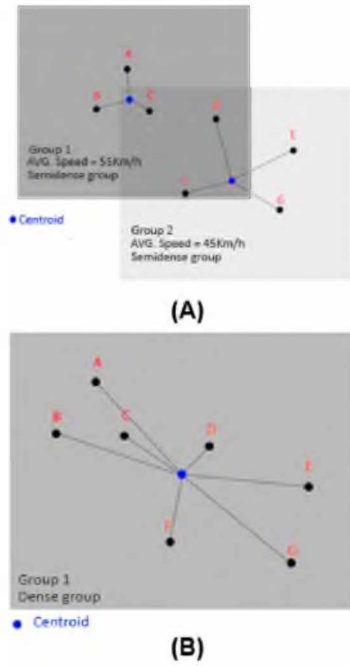 A
B
C
Group 1
AVG. Speed = 55Km/h
Semidense group
E
G
Centroid
Group 2
AVG. Speed = 45Km/h
Semidense group
(A)
A
B
C
D
E
F
G
Group 1
Dense group
Centroid
(B)